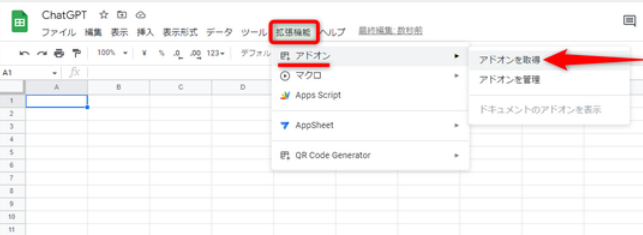 ChatGPT
ファイル 編集 表示 挿入 表示形式 データ ツール 拡張機能 ヘルプ 最終編集: 数秒前
100% ¥ % .0 .00 123 デフォル
A1 fx
A B C D
アドオン
マクロ
Apps Script
AppSheet
QR Code Generator
アドオンを取得
アドオンを管理
ドキュメントのアドオンを表示
1
2
3
4
5
6
7
8
9
10
11